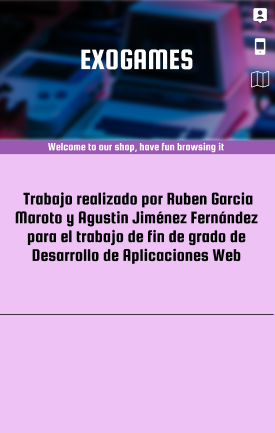 EXOGAMES
Welcome to our shop, have fun browsing it
Trabajo realizado por Ruben Garcia
Maroto y Agustin Jiménez Fernández
para el trabajo de fin de grado de
Desarrollo de Aplicaciones Web